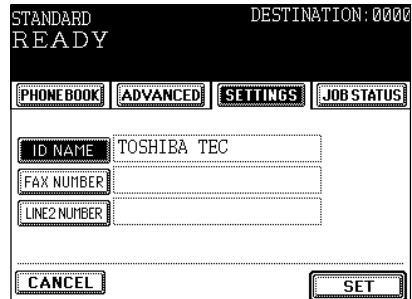 STANDARD DESTINATION:0000
READY
PHONE BOOK ADVANCED SETTINGS JOB STATUS
ID NAME TOSHIBA TEC
FAX NUMBER
LINE2 NUMBER
CANCEL SET